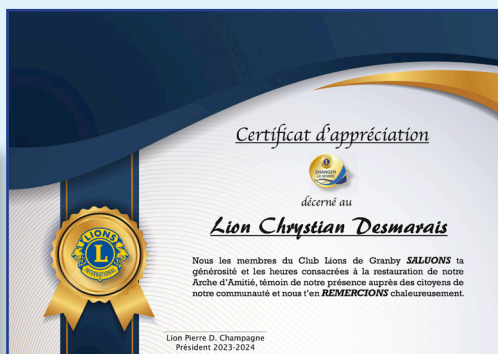 Certificat d'appréciation
L
CHANGER
LE MONDE
décerné au
Lion Chrystian Desmarais
LIONS
L
INTERNATIONAL
Nous les membres du Club Lions de Granby SALUONS ta
générosité et les heures consacrées à la restauration de notre
Arche d'Amitié, témoin de notre présence auprès des citoyens de
notre communauté et nous t'en REMERCIONS chaleureusement.
Lion Pierre D. Champagne
Président 2023-2024